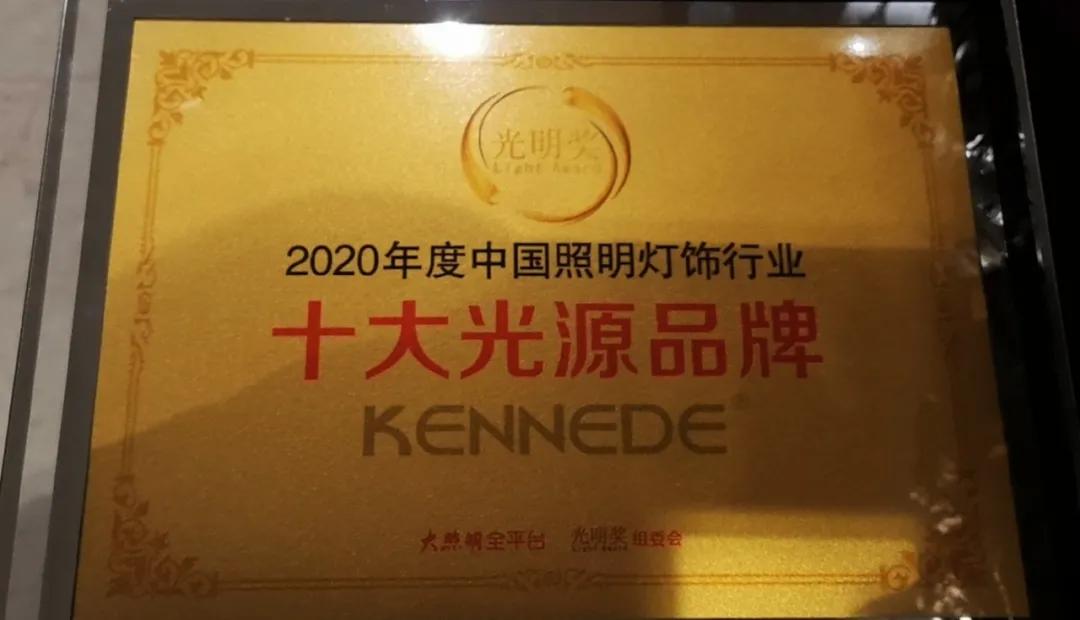 光明奖
Light Award
2020年度中国照明灯饰行业
十大光源品牌
KENNEDE®
大照明全平台 光明奖 组委会